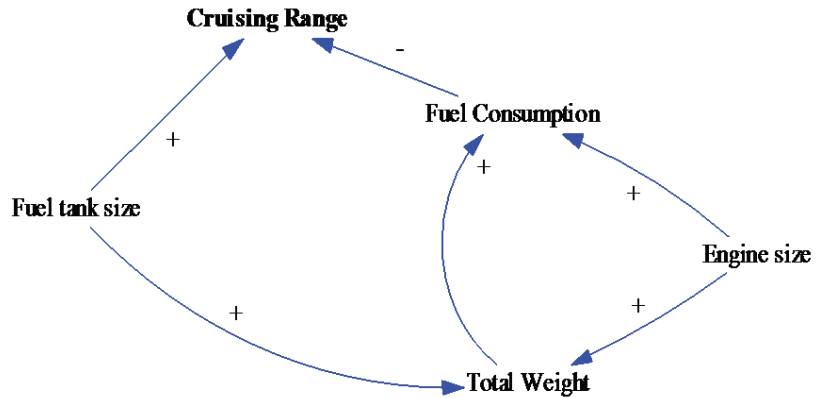 Cruising Range
-
Fuel Consumption
+
+
+
Fuel tank size
Engine size
+
+
Total Weight